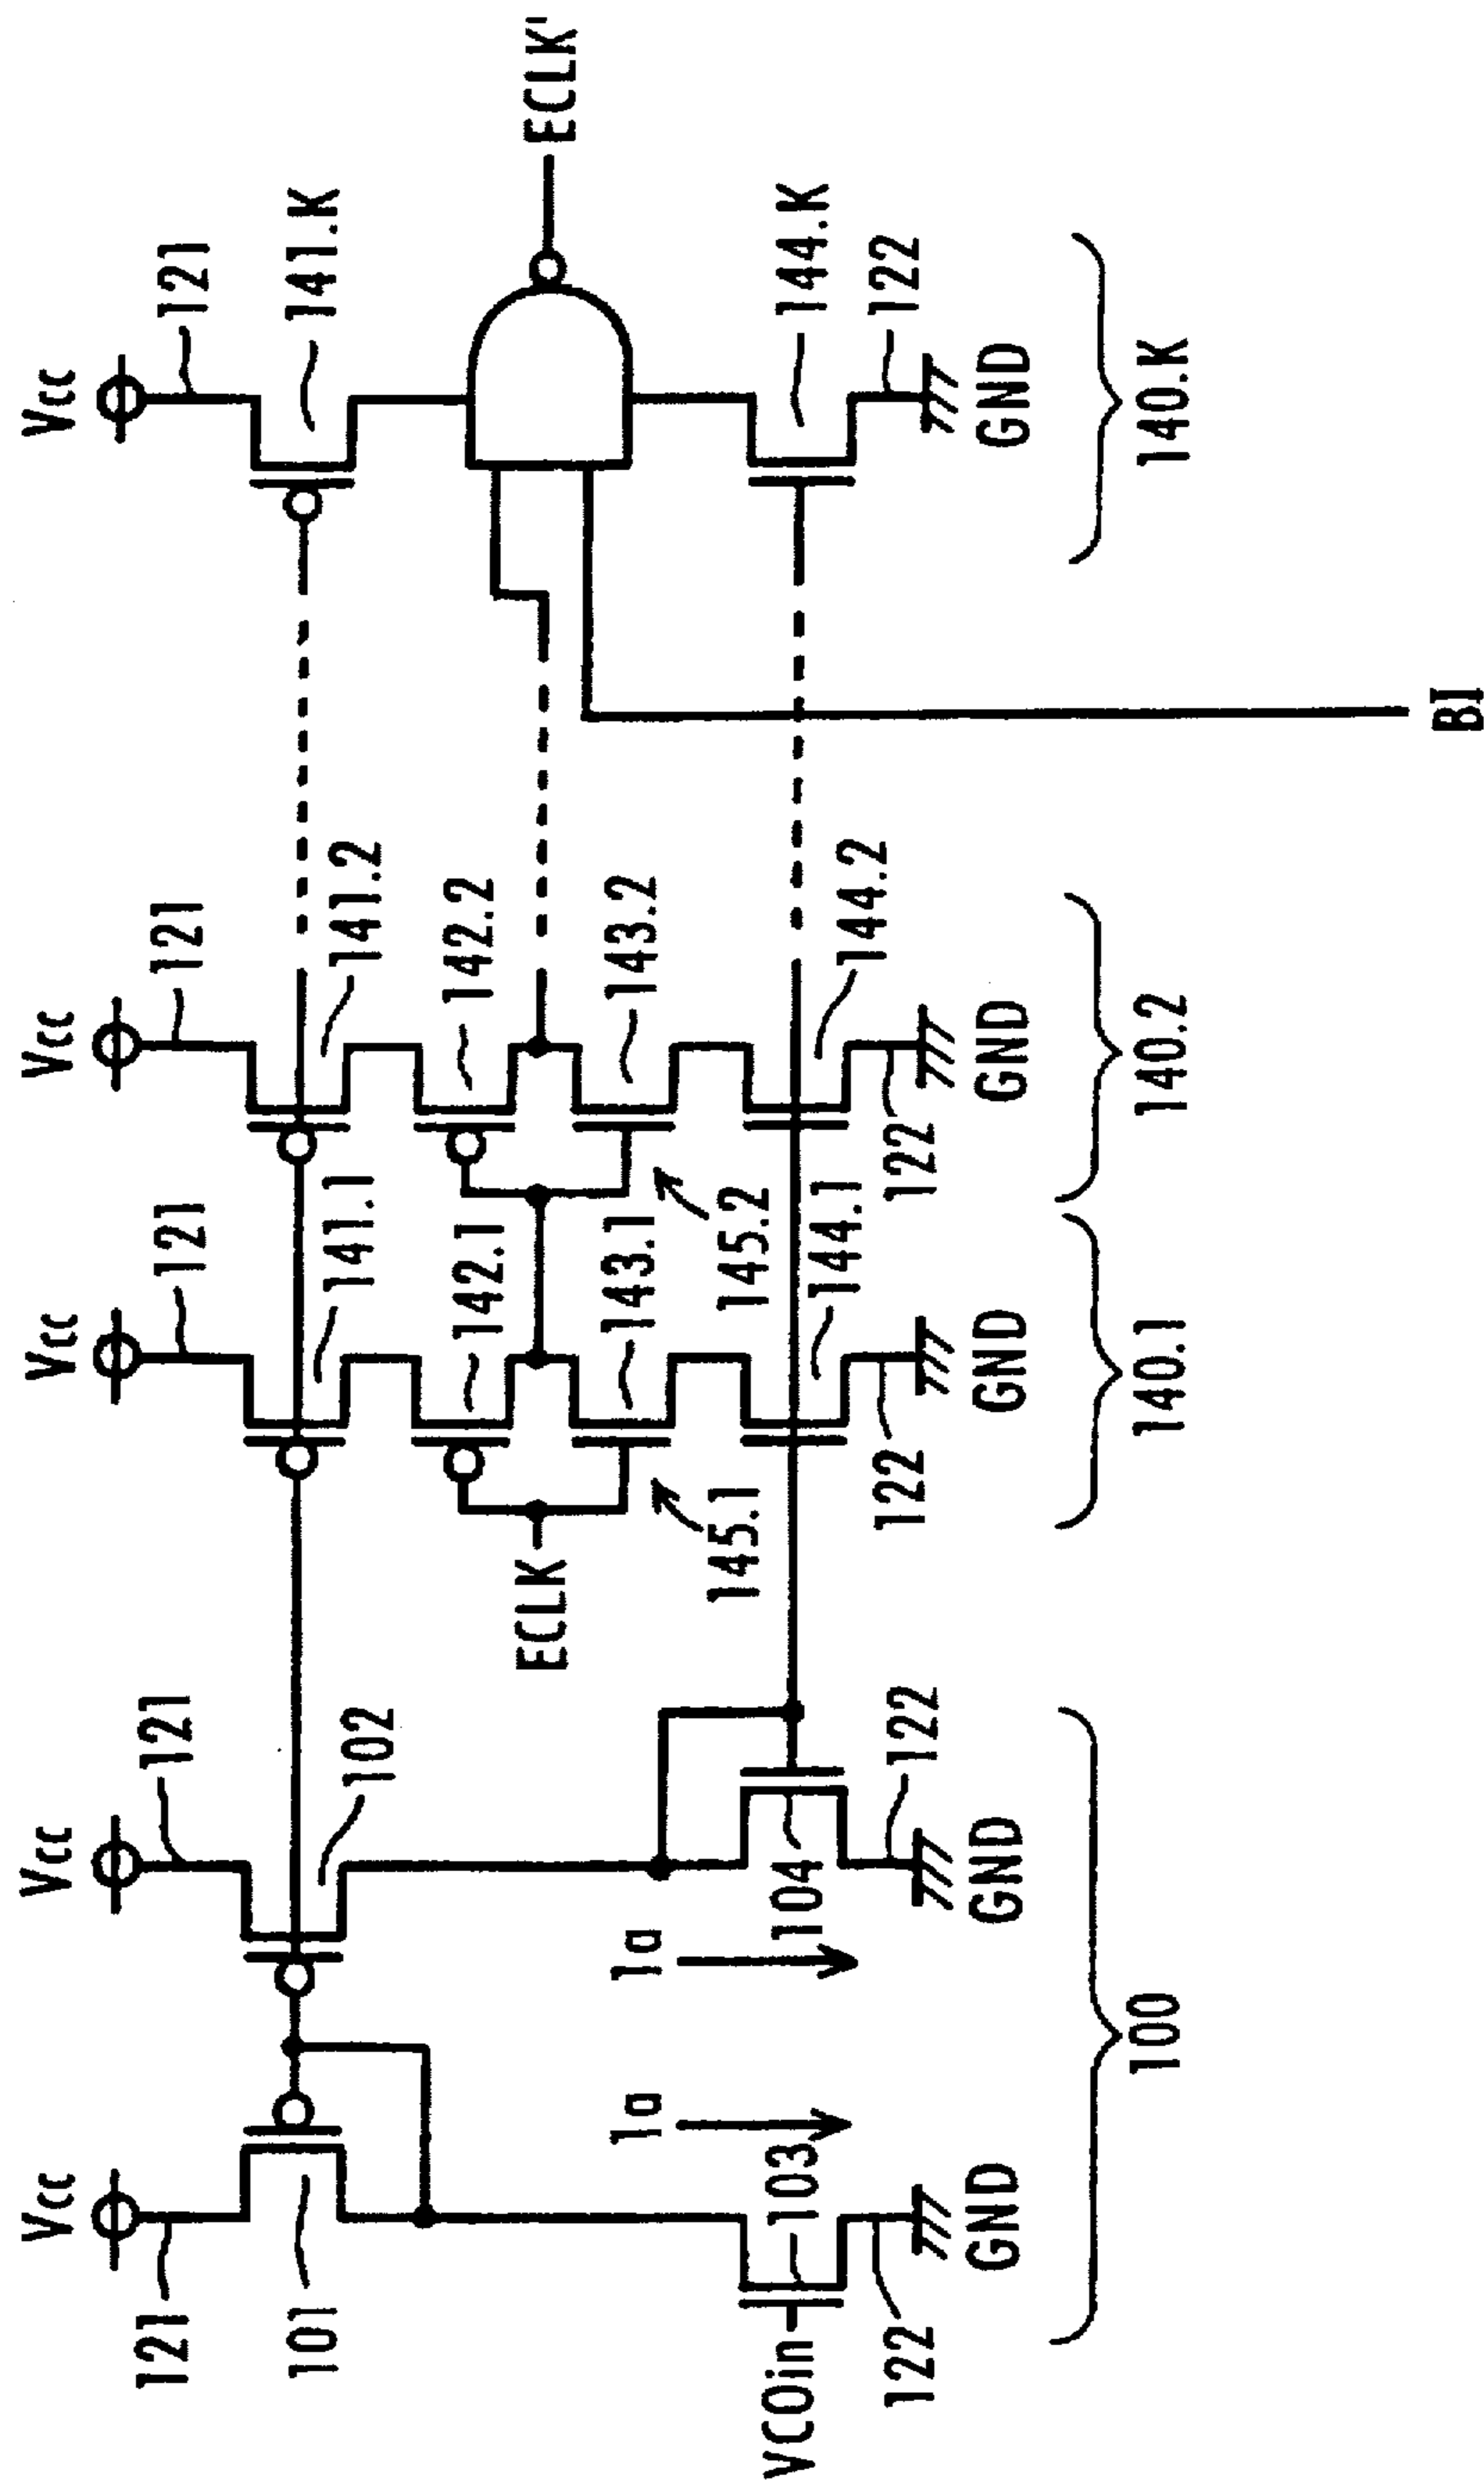 Vcc
Vcc
Vcc
Vcc
Vcc
121
121
121
121
121
101
102
141.1
141.2
141.K
142.1
142.2
ECLK
ECLK'
143.1
143.2
1a
1a
145.1
145.2
VCOin
103
104
144.1
144.2
144.K
122
122
122
122
122
GND
GND
GND
GND
GND
100
140.1
140.2
140.K
BI